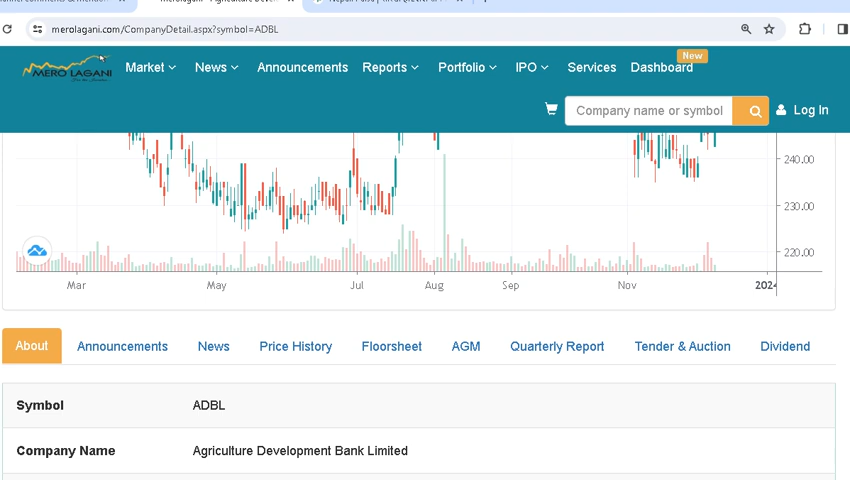 merolagani.com/CompanyDetail.aspx?symbol=ADBL
MERO LAGANI
Market
News
Announcements
Reports
Portfolio
IPO
Services
Dashboard
New
Company name or symbol
Log In
240.00
230.00
220.00
Mar
May
Jul
Aug
Sep
Nov
2024
About
Announcements
News
Price History
Floorsheet
AGM
Quarterly Report
Tender & Auction
Dividend
Symbol ADBL
Company Name Agriculture Development Bank Limited